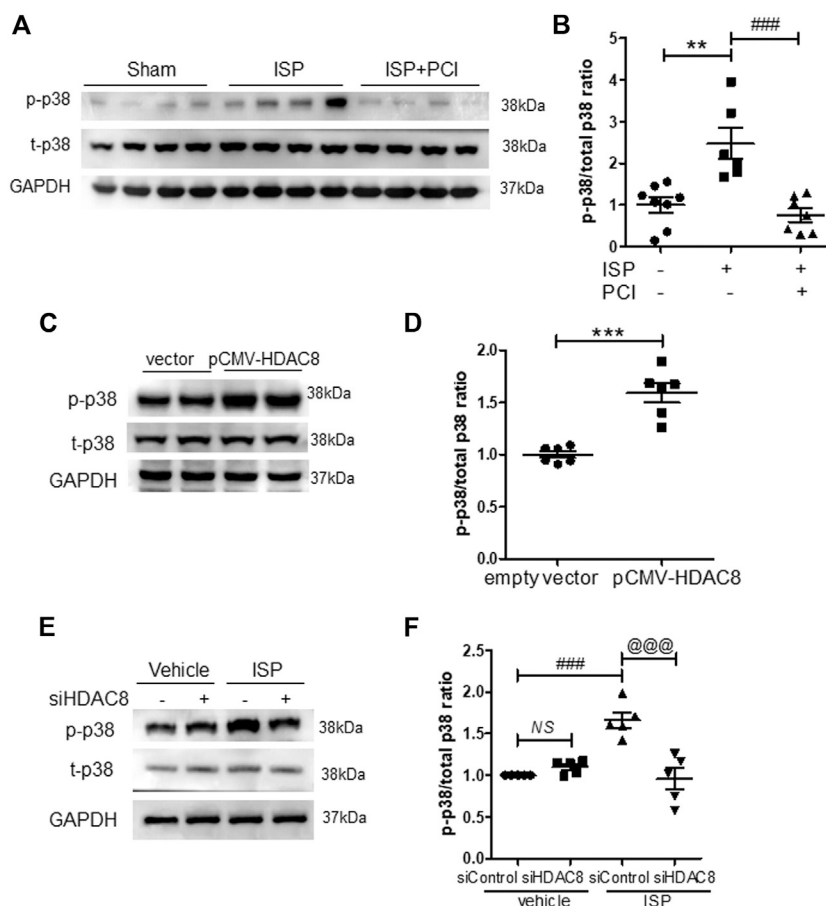 A
Sham ISP ISP+PCI
p-p38 38kDa
t-p38 38kDa
GAPDH 37kDa
B
p-p38/total p38 ratio
5
4
3
2
1
0
** ###
ISP - + +
PCI - - +
C
vector pCMV-HDAC8
p-p38 38kDa
t-p38 38kDa
GAPDH 37kDa
D
p-p38/total p38 ratio
2.0
1.5
1.0
0.5
0.0
***
empty vector pCMV-HDAC8
E
Vehicle ISP
siHDAC8 - + - +
p-p38 38kDa
t-p38 38kDa
GAPDH 37kDa
F
p-p38/total p38 ratio
2.5
2.0
1.5
1.0
0.5
0.0
@@@
###
NS
siControl siHDAC8 siControl siHDAC8
vehicle ISP